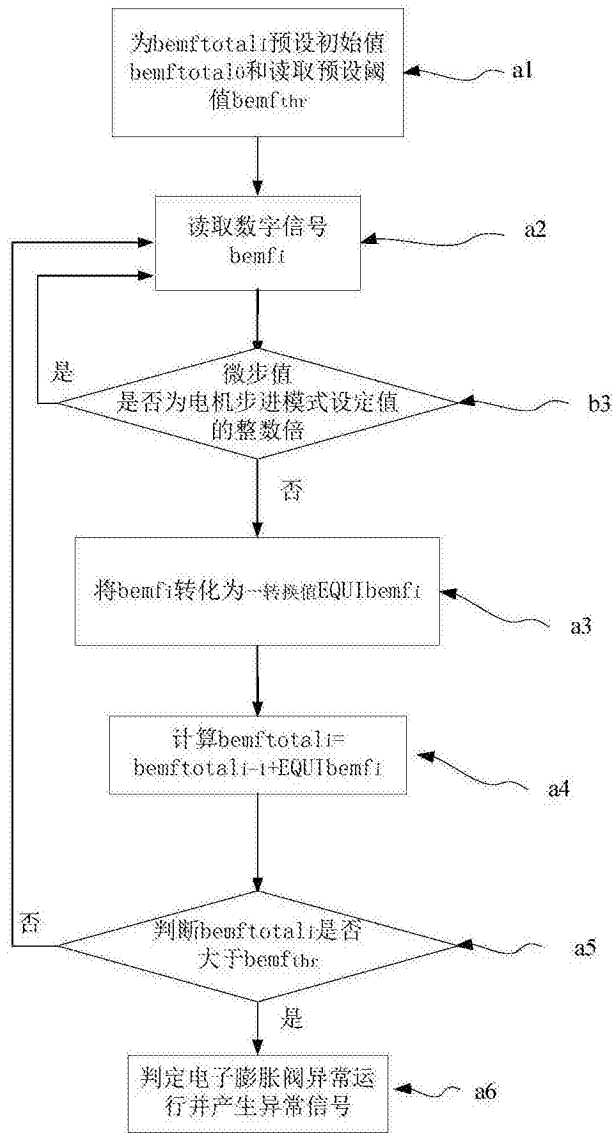 为bemftotali预设初始值
bemftotal0和读取预设阈
值bemfthr
a1
读取数字信号
bemfi
a2
是
微步值
是否为电机步进模式设定值
的整数倍
b3
否
将bemfi转化为一转换值EQUIbemfi
a3
计算bemftotali=
bemftotali-1+EQUIbemfi
a4
否
判断bemftotali是否
大于bemfthr
a5
是
判定电子膨胀阀异常运
行并产生异常信号
a6